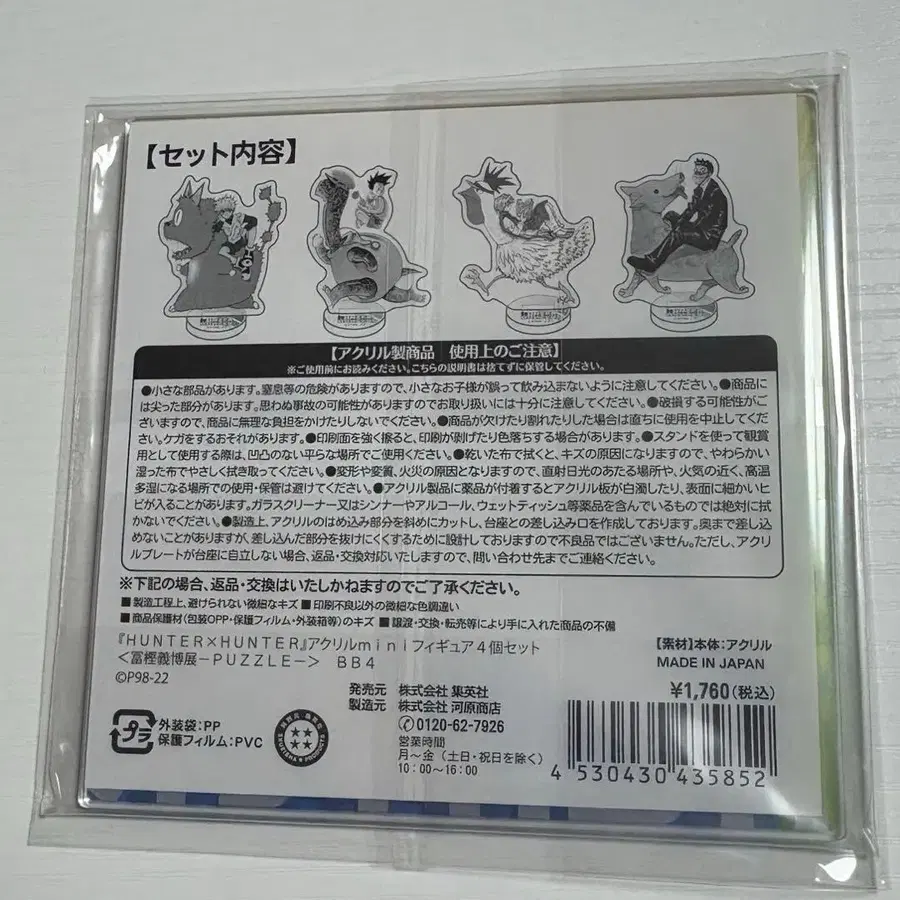 【セット内容】
【アクリル製商品　使用上のご注意】
※ご使用前にお読みください。こちらの説明書は捨てずに保管してください。
●小さな部品があります。窒息等の危険がありますので、小さなお子様が誤って飲み込まないように注意してください。●商品に
は尖った部分があります。思わぬ事故の可能性がありますのでお取り扱いには十分に注意してください。●破損する可能性がご
ざいますので、商品に無理な負担をかけたりしないでください。●商品が欠けたり割れたりした場合は直ちに使用を中止してくだ
さい。ケガをするおそれがあります。●印刷面を強く擦ると、印刷が剥げたり色落ちする場合があります。●スタンドを使って観賞
用として使用する際は、凹凸のない平らな場所でご使用ください。●乾いた布で拭くと、キズの原因になりますので、やわらかい
湿った布でやさしく拭き取ってください。●変形や変質、火災の原因となりますので、直射日光のあたる場所や、火気の近く、高温
多湿になる場所での使用・保管は避けてください。●アクリル製品に薬品が付着するとアクリル板が白濁したり、表面に細かいヒ
ビが入ることがあります。ガラスクリーナー又はシンナーやアルコール、ウェットティッシュ等薬品を含んでいるものでは絶対に拭
かないでください。●製造上、アクリルのはめ込み部分を斜めにカットし、台座との差し込み口を作成しております。奥まで差し込
めないことがありますが、差し込んだ部分を抜けにくくするために設計しておりますので不良品ではございません。ただし、アクリ
ルプレートが台座に自立しない場合、返品・交換対応いたしますので、問い合わせ先までご連絡ください。
※下記の場合、返品・交換はいたしかねますのでご了承ください。
■製造工程上、避けられない微細なキズ ■印刷不良以外の微細な色調違い
■商品保護材(包装OPP・保護フィルム・外装箱等)のキズ ■譲渡・交換・転売等により手に入れた商品の不備
『HUNTER×HUNTER』アクリルminiフィギュア4個セット
＜冨樫義博展－PUZZLE－＞ BB4
©P98-22
【素材】本体：アクリル
MADE IN JAPAN
¥1,760(税込)
プラ
外装袋：PP
保護フィルム：PVC
発売元 株式会社 集英社
製造元 株式会社 河原商店
0120-62-7926
営業時間
月～金（土日・祝日を除く）
10：00～16：00
4 530430 435852